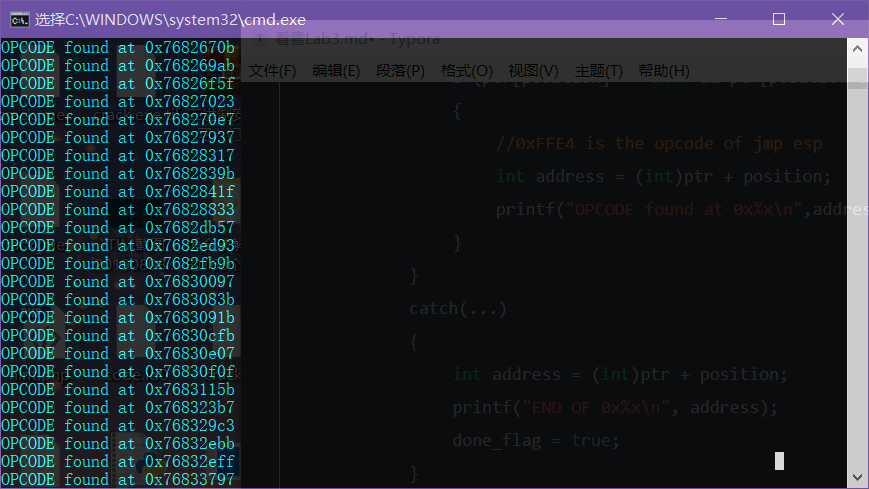 选择C:\WINDOWS\system32\cmd.exe
看雪Lab3.md• - Typora
文件(F) 编辑(E) 段落(P) 格式(O) 视图(V) 主题(T) 帮助(H)
OPCODE found at 0x7682670b
OPCODE found at 0x768269ab
OPCODE found at 0x76826f5f
OPCODE found at 0x76827023
OPCODE found at 0x768270e7
OPCODE found at 0x76827937
OPCODE found at 0x76828317
OPCODE found at 0x7682839b
OPCODE found at 0x7682841f
OPCODE found at 0x76828833
OPCODE found at 0x7682db57
OPCODE found at 0x7682ed93
OPCODE found at 0x7682fb9b
OPCODE found at 0x76830097
OPCODE found at 0x7683083b
OPCODE found at 0x7683091b
OPCODE found at 0x76830cfb
OPCODE found at 0x76830e07
OPCODE found at 0x76830f0f
OPCODE found at 0x7683115b
OPCODE found at 0x768323b7
OPCODE found at 0x768329c3
OPCODE found at 0x76832ebb
OPCODE found at 0x76832eff
OPCODE found at 0x76833797
{
//0xFFE4 is the opcode of jmp esp
int address = (int)ptr + position;
printf("OPCODE found at 0x%x\n",addres
}
}
catch(...)
{
int address = (int)ptr + position;
printf("END OF 0x%x\n", address);
done_flag = true;
}